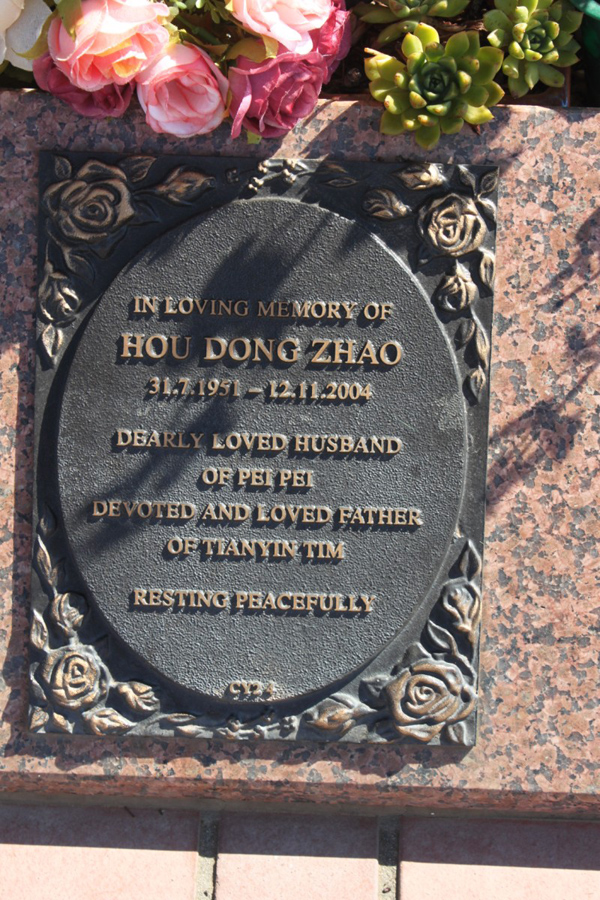 IN LOVING MEMORY OF
HOU DONG ZHAO
31.7.1951 – 12.11.2004
DEARLY LOVED HUSBAND
OF PEI PEI
DEVOTED AND LOVED FATHER
OF TIANYIN TIM
RESTING PEACEFULLY